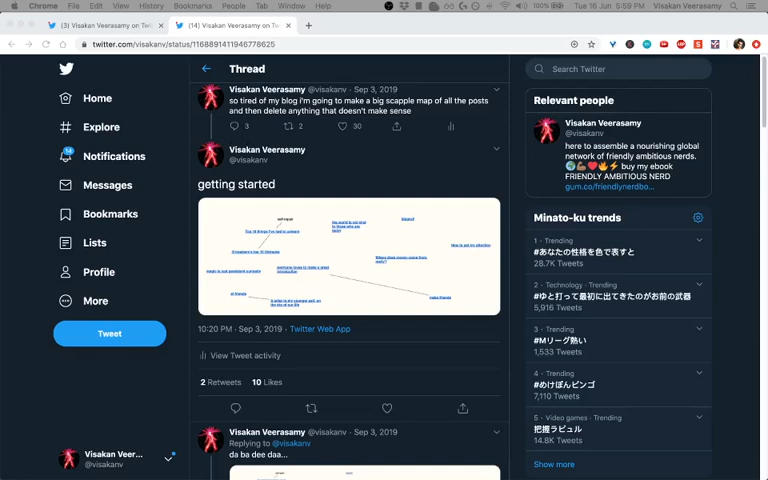 Chrome File Edit View History Bookmarks People Tab Window Help
100% Tue 16 Jun 5:59 PM Visakan Veerasamy
(3) Visakan Veerasamy on Twi
(14) Visakan Veerasamy on Tw
twitter.com/visakanv/status/1168891411946778625
Home
Explore
Notifications
Messages
Bookmarks
Lists
Profile
More
Tweet
Visakan Veer...
@visakanv
Thread
Visakan Veerasamy @visakanv · Sep 3, 2019
so tired of my blog i'm going to make a big scapple map of all the posts
and then delete anything that doesn't make sense
3 2 30
Visakan Veerasamy
@visakanv
getting started
make friends
10:20 PM · Sep 3, 2019 · Twitter Web App
View Tweet activity
2 Retweets 10 Likes
Visakan Veerasamy @visakanv · Sep 3, 2019
Replying to @visakanv
da ba dee daa...
Search Twitter
Relevant people
Visakan Veerasamy
@visakanv
here to assemble a nourishing global
network of friendly ambitious nerds.
buy my ebook
FRIENDLY AMBITIOUS NERD
gum.co/friendlynerdbo...
Minato-ku trends
1 · Trending
#あなたの性格を色で表すと
28.7K Tweets
2 · Technology · Trending
#ゆと打って最初に出てきたのがお前の武器
5,916 Tweets
3 · Trending
#Mリーグ熱い
1,533 Tweets
4 · Trending
#めけぽんビンゴ
7,110 Tweets
5 · Video games · Trending
把握ラビュル
14.8K Tweets
Show more